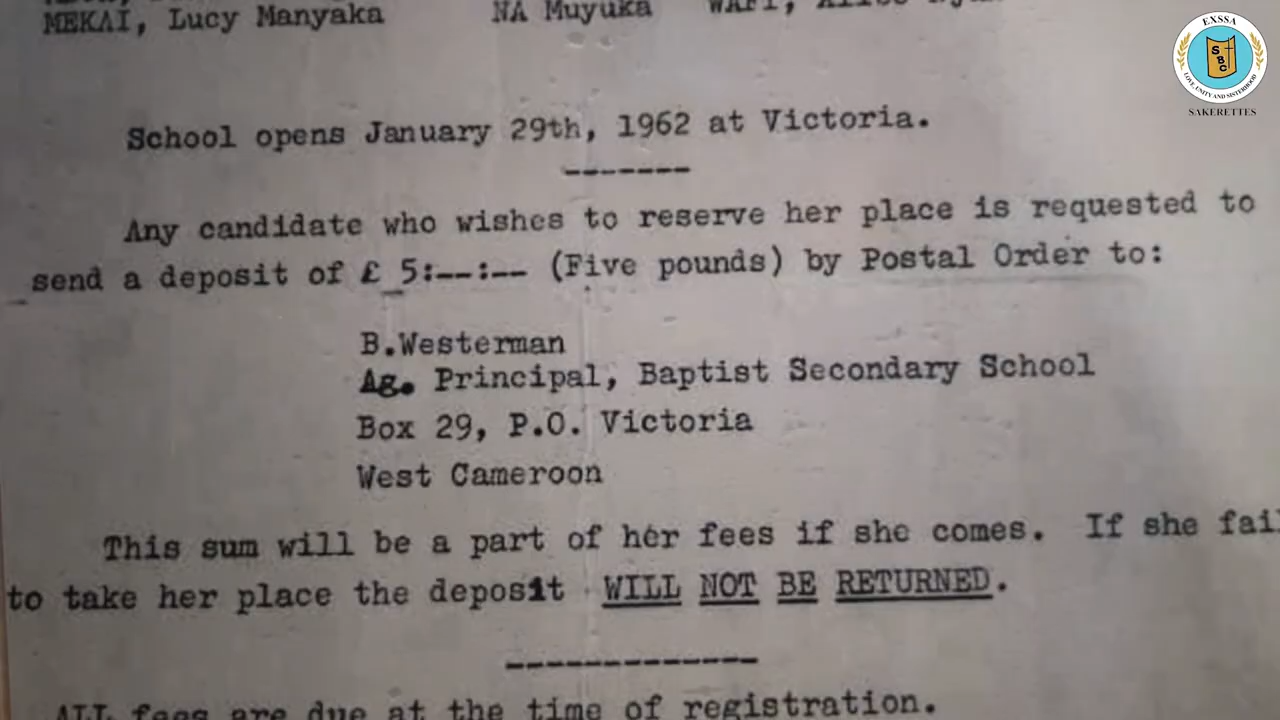 MEKAI, Lucy Manyaka NA Muyuka
School opens January 29th, 1962 at Victoria.
-------
Any candidate who wishes to reserve her place is requested to
send a deposit of £ 5:--:-- (Five pounds) by Postal Order to:
B.Westerman
Ag. Principal, Baptist Secondary School
Box 29, P.O. Victoria
West Cameroon
This sum will be a part of her fees if she comes. If she fai
to take her place the deposit WILL NOT BE RETURNED.
-------------
ALL fees are due at the time of registration.
EXSSA
SBC
LOVE, UNITY AND SISTERHOOD
SAKERETTES